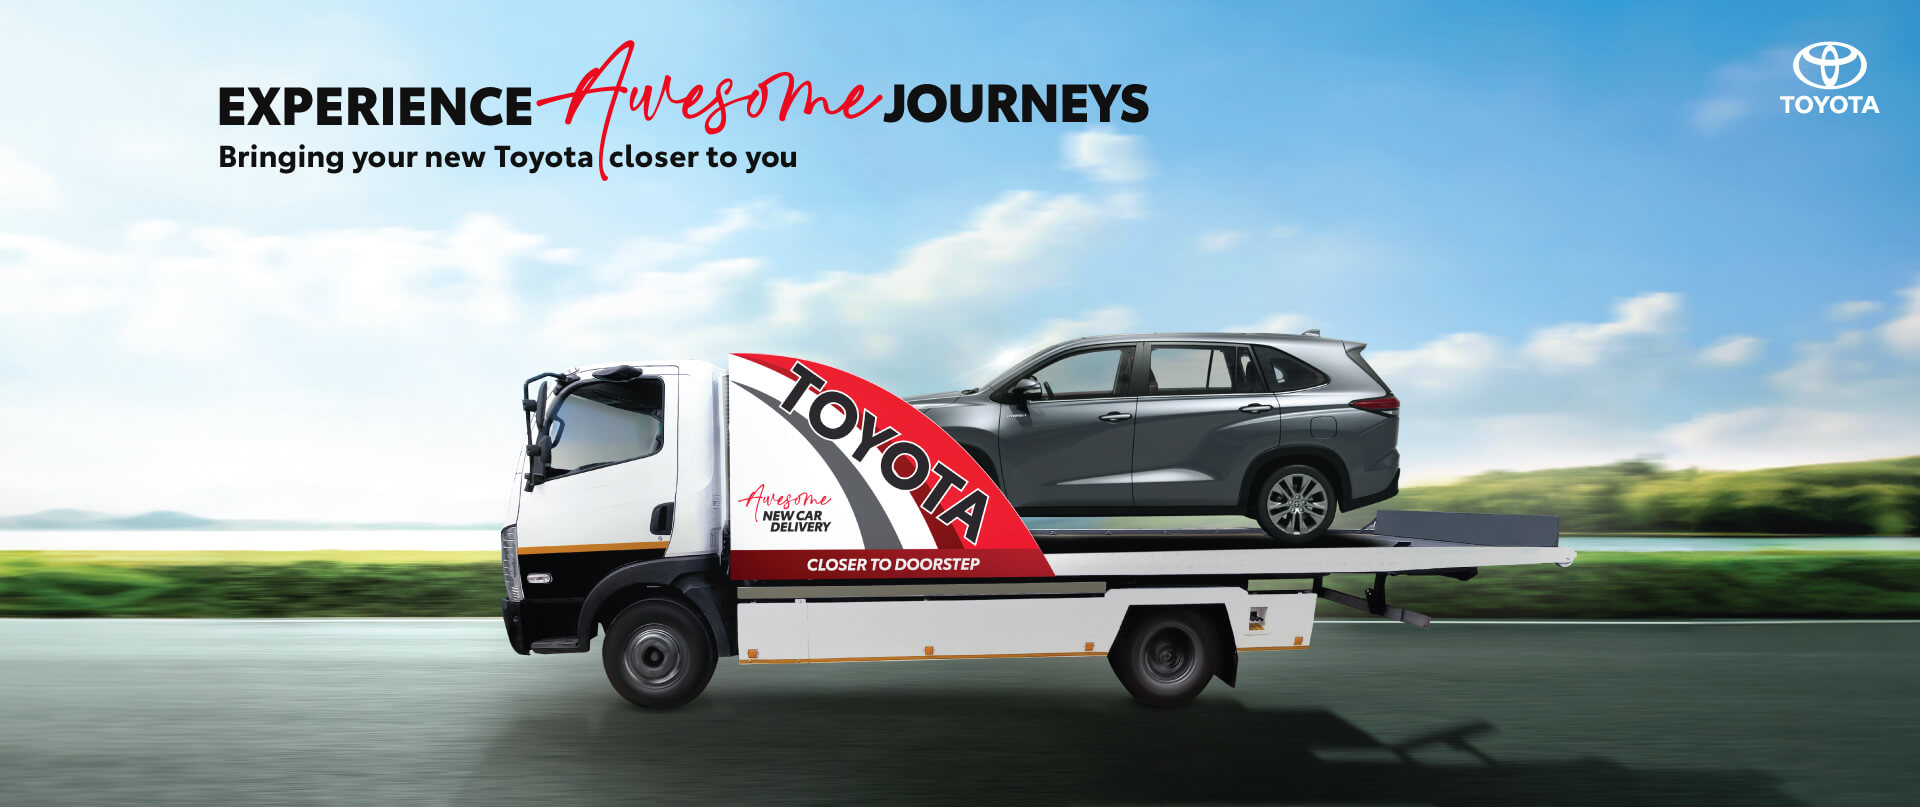 EXPERIENCE Awesome JOURNEYS
Bringing your new Toyota closer to you
TOYOTA
TOYOTA
Awesome
NEW CAR
DELIVERY
CLOSER TO DOORSTEP